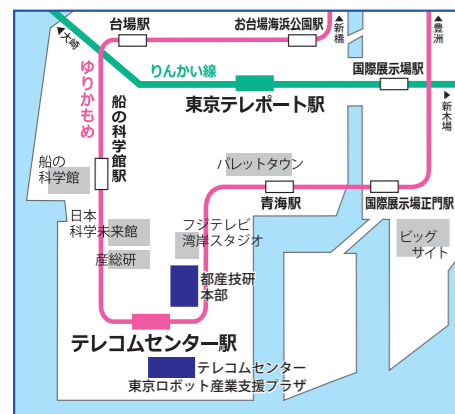 台場駅
お台場海浜公園駅
▲新橋
▲豊洲
▲大崎
ゆりかもめ
りんかい線
国際展示場駅
東京テレポート駅
▼新木場
船の科学館駅
船の
科学館
パレットタウン
青海駅
国際展示場正門駅
日本
科学未来館
フジテレビ
湾岸スタジオ
ビッグ
サイト
産総研
都産技研
本部
テレコムセンター駅
テレコムセンター
東京ロボット産業支援プラザ